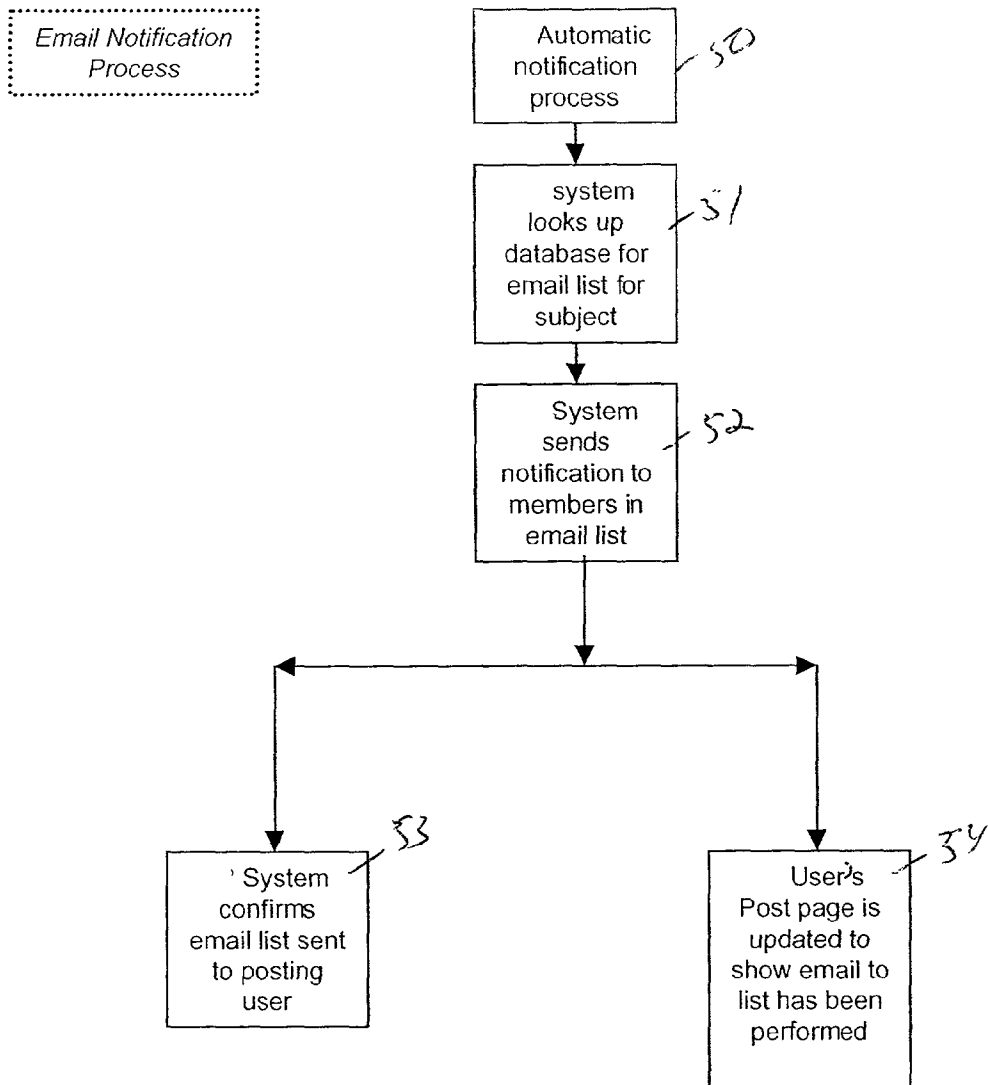 Email Notification
Process
Automatic
notification
process
50
system
looks up
database for
email list for
subject
51
System
sends
notification to
members in
email list
52
System
confirms
email list sent
to posting
user
53
User's
Post page is
updated to
show email to
list has been
performed
54